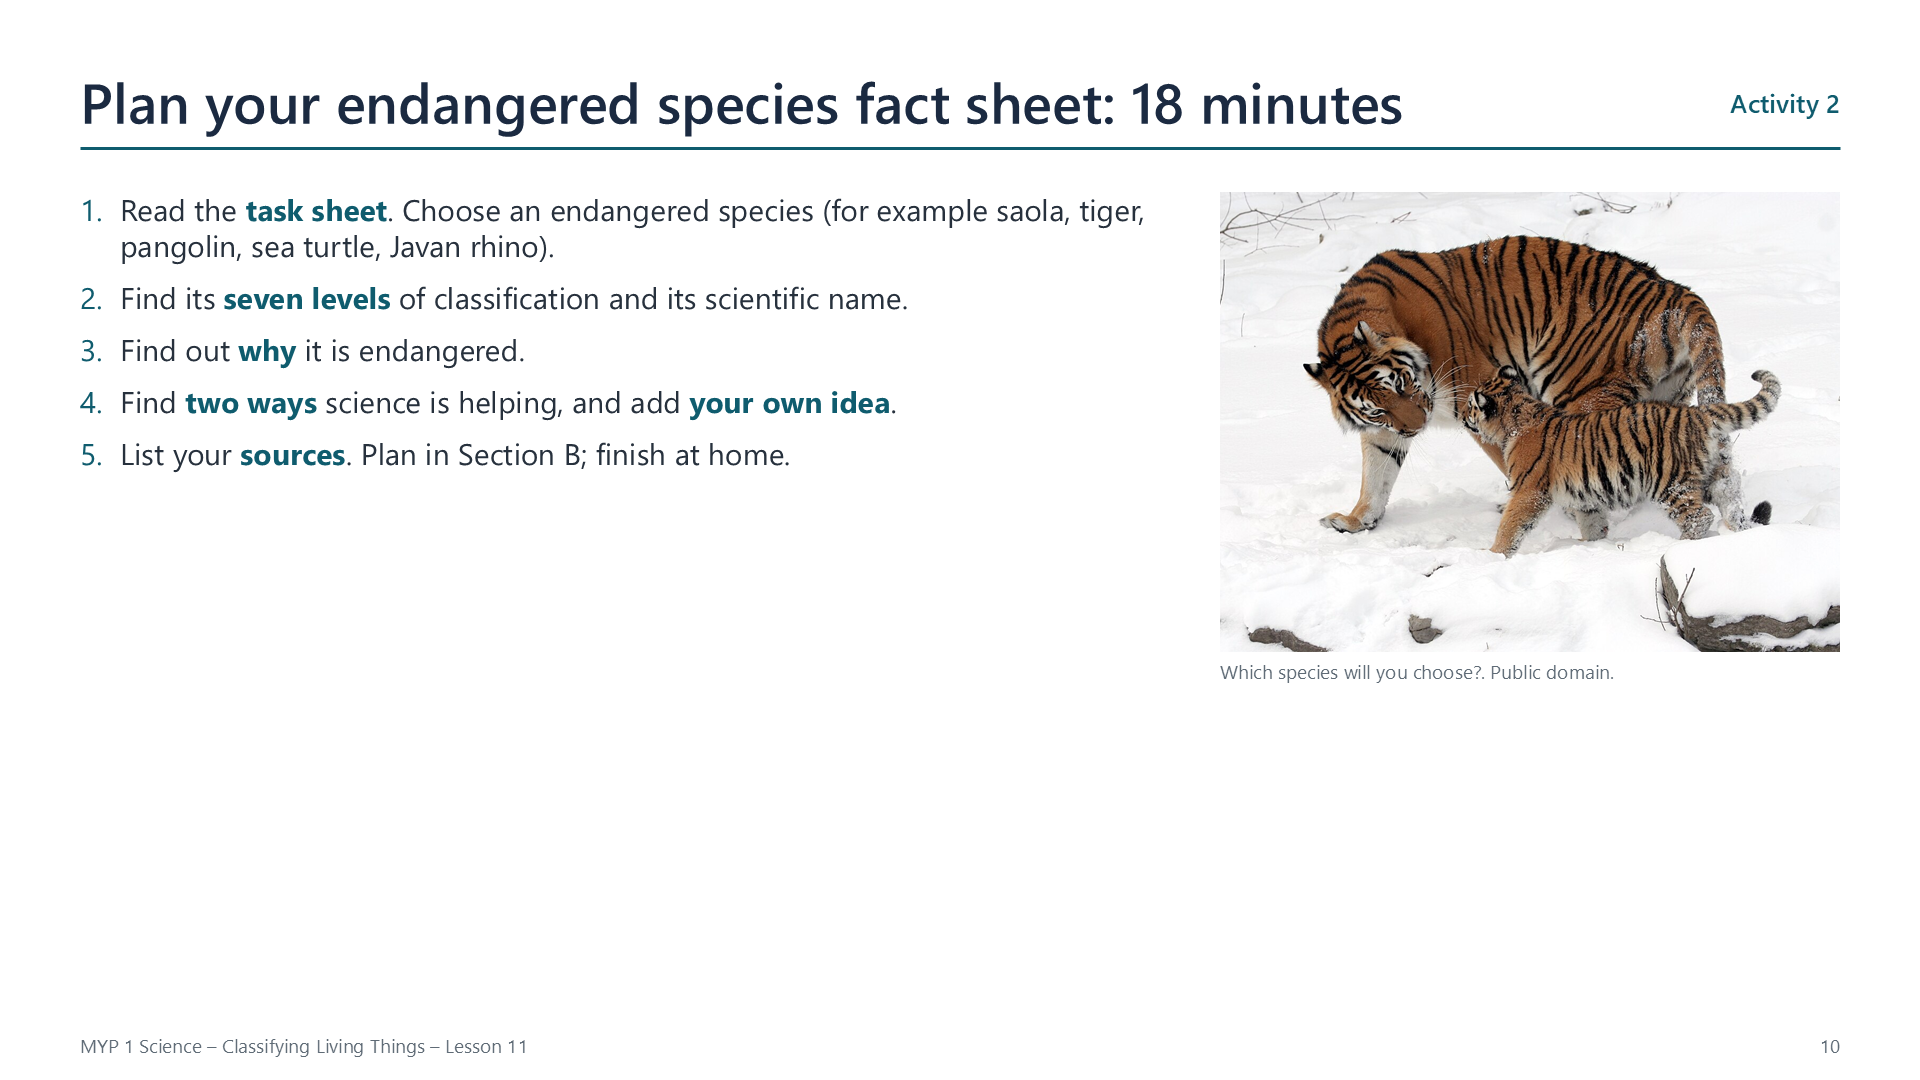 Plan your endangered species fact sheet: 18 minutes
Activity 2
1. Read the task sheet. Choose an endangered species (for example saola, tiger,
pangolin, sea turtle, Javan rhino).
2. Find its seven levels of classification and its scientific name.
3. Find out why it is endangered.
4. Find two ways science is helping, and add your own idea.
5. List your sources. Plan in Section B; finish at home.
Which species will you choose?. Public domain.
MYP 1 Science – Classifying Living Things – Lesson 11
10